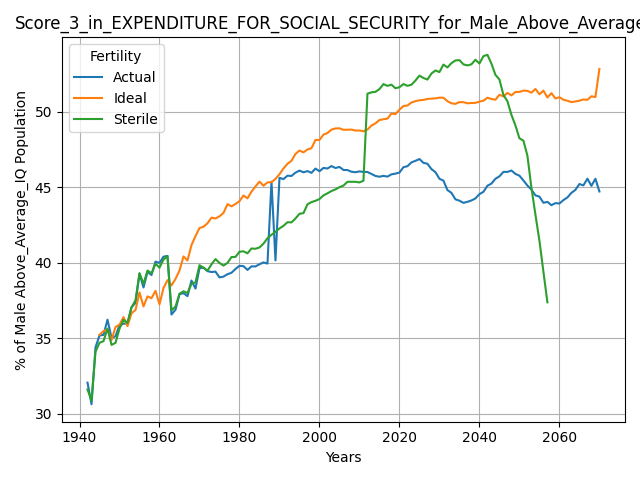 Score_3_in_EXPENDITURE_FOR_SOCIAL_SECURITY_for_Male_Above_Average
Fertility
Actual
Ideal
Sterile
% of Male Above_Average_IQ Population
50
45
40
35
30
1940 1960 1980 2000 2020 2040 2060
Years